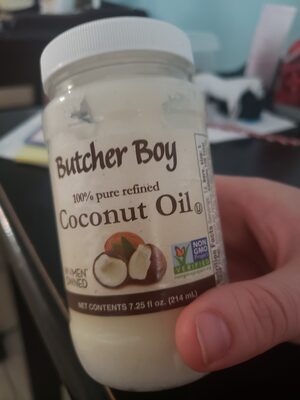 Butcher Boy
100% pure refined
Coconut Oil
U
WOMEN
OWNED
NON
GMO
Project
VERIFIED
NET CONTENTS 7.25 fl. oz. (214 mL)